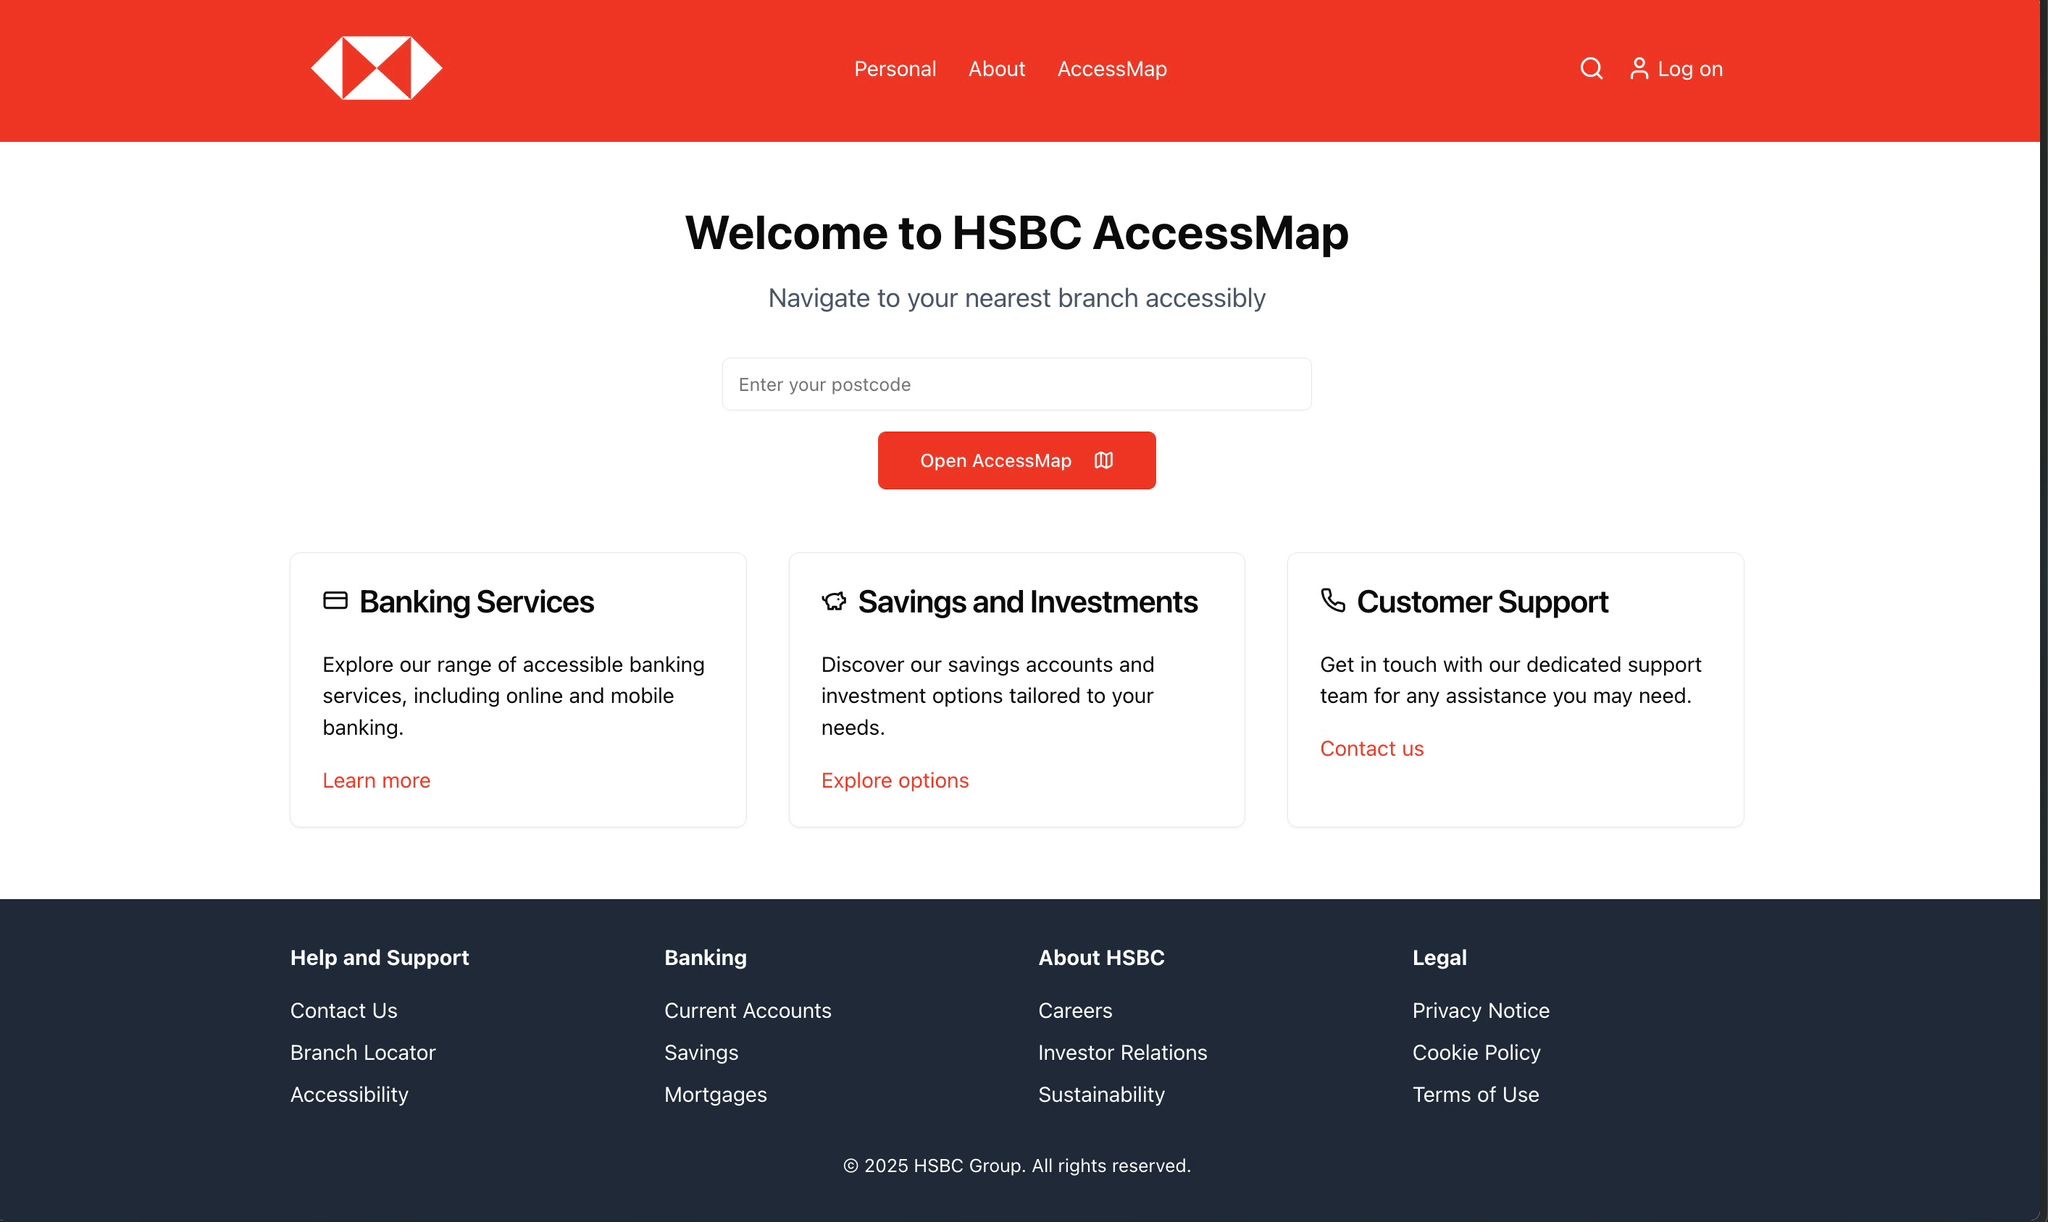 Personal About AccessMap Log on
Welcome to HSBC AccessMap
Navigate to your nearest branch accessibly
Enter your postcode
Open AccessMap
Banking Services
Explore our range of accessible banking
services, including online and mobile
banking.
Learn more
Savings and Investments
Discover our savings accounts and
investment options tailored to your
needs.
Explore options
Customer Support
Get in touch with our dedicated support
team for any assistance you may need.
Contact us
Help and Support
Contact Us
Branch Locator
Accessibility
Banking
Current Accounts
Savings
Mortgages
About HSBC
Careers
Investor Relations
Sustainability
Legal
Privacy Notice
Cookie Policy
Terms of Use
© 2025 HSBC Group. All rights reserved.